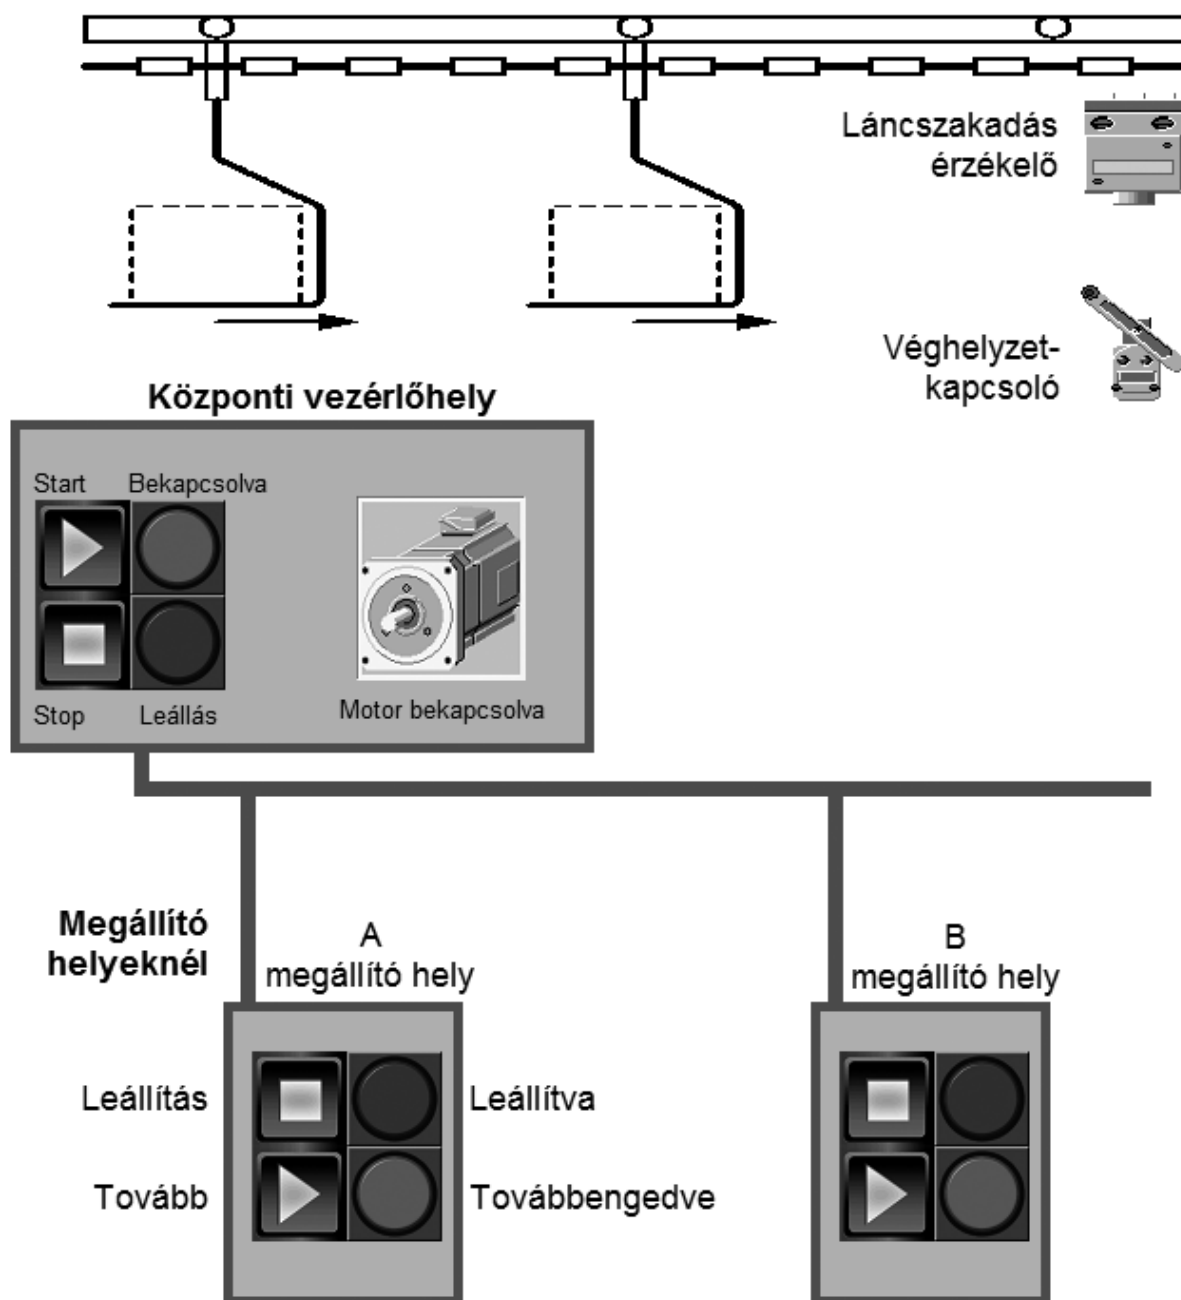 Láncszakadás
érzékelő
Véghelyzet-
kapcsoló
Központi vezérlőhely
Start Bekapcsolva
Stop Leállás
Motor bekapcsolva
Megállító
helyeknél
A
megállító hely
B
megállító hely
Leállítás
Leállítva
Tovább
Továbbengedve